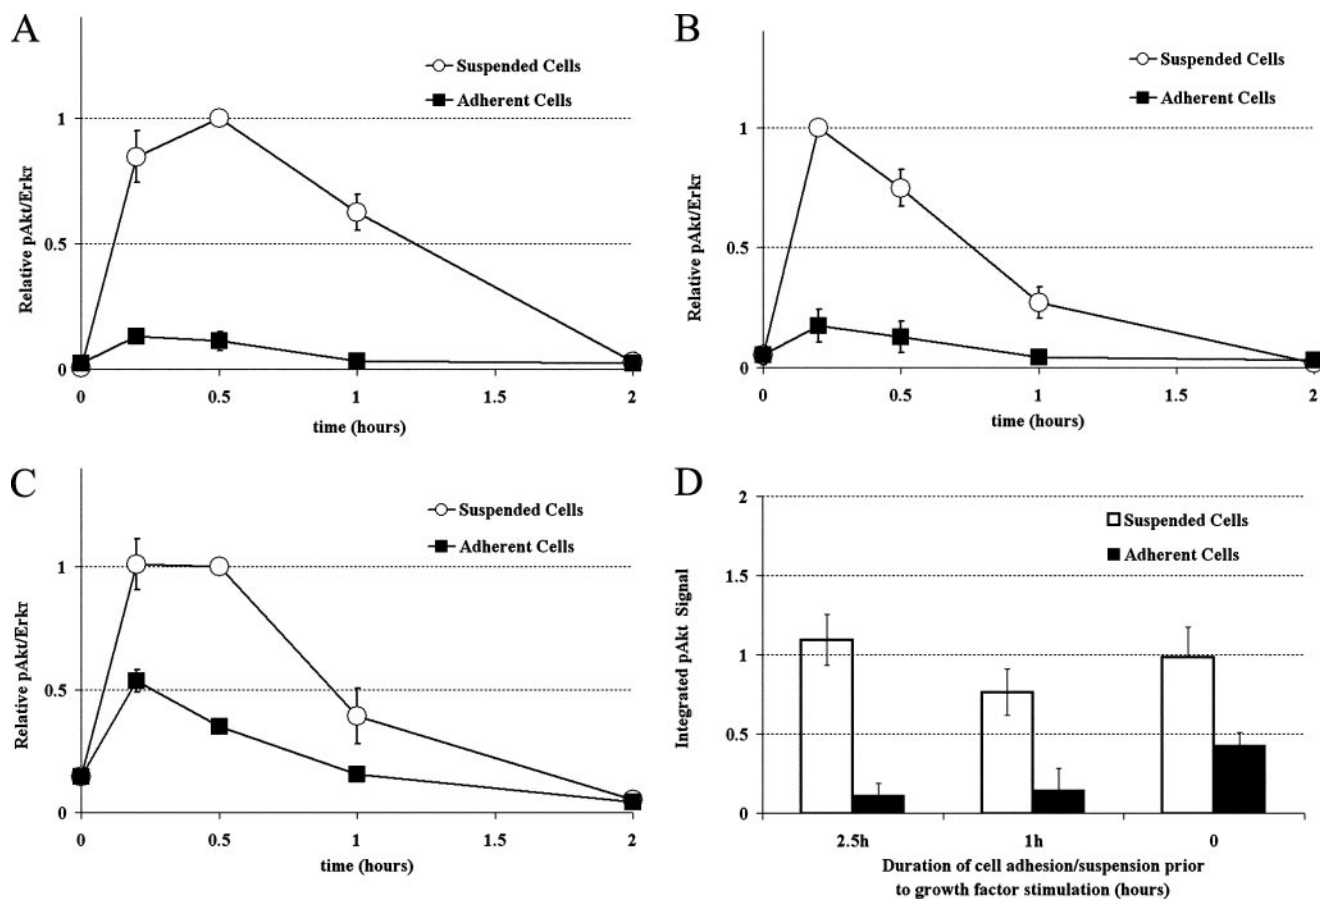 A
Suspended Cells
Adherent Cells
1
0.5
0
Relative pAkt/ErkT
0 0.5 1 1.5 2
time (hours)
B
Suspended Cells
Adherent Cells
1
0.5
0
Relative pAkt/ErkT
0 0.5 1 1.5 2
time (hours)
C
Suspended Cells
Adherent Cells
1
0.5
0
Relative pAkt/ErkT
0 0.5 1 1.5 2
time (hours)
D
Suspended Cells
Adherent Cells
2
1.5
1
0.5
0
Integrated pAkt Signal
2.5h 1h 0
Duration of cell adhesion/suspension prior
to growth factor stimulation (hours)